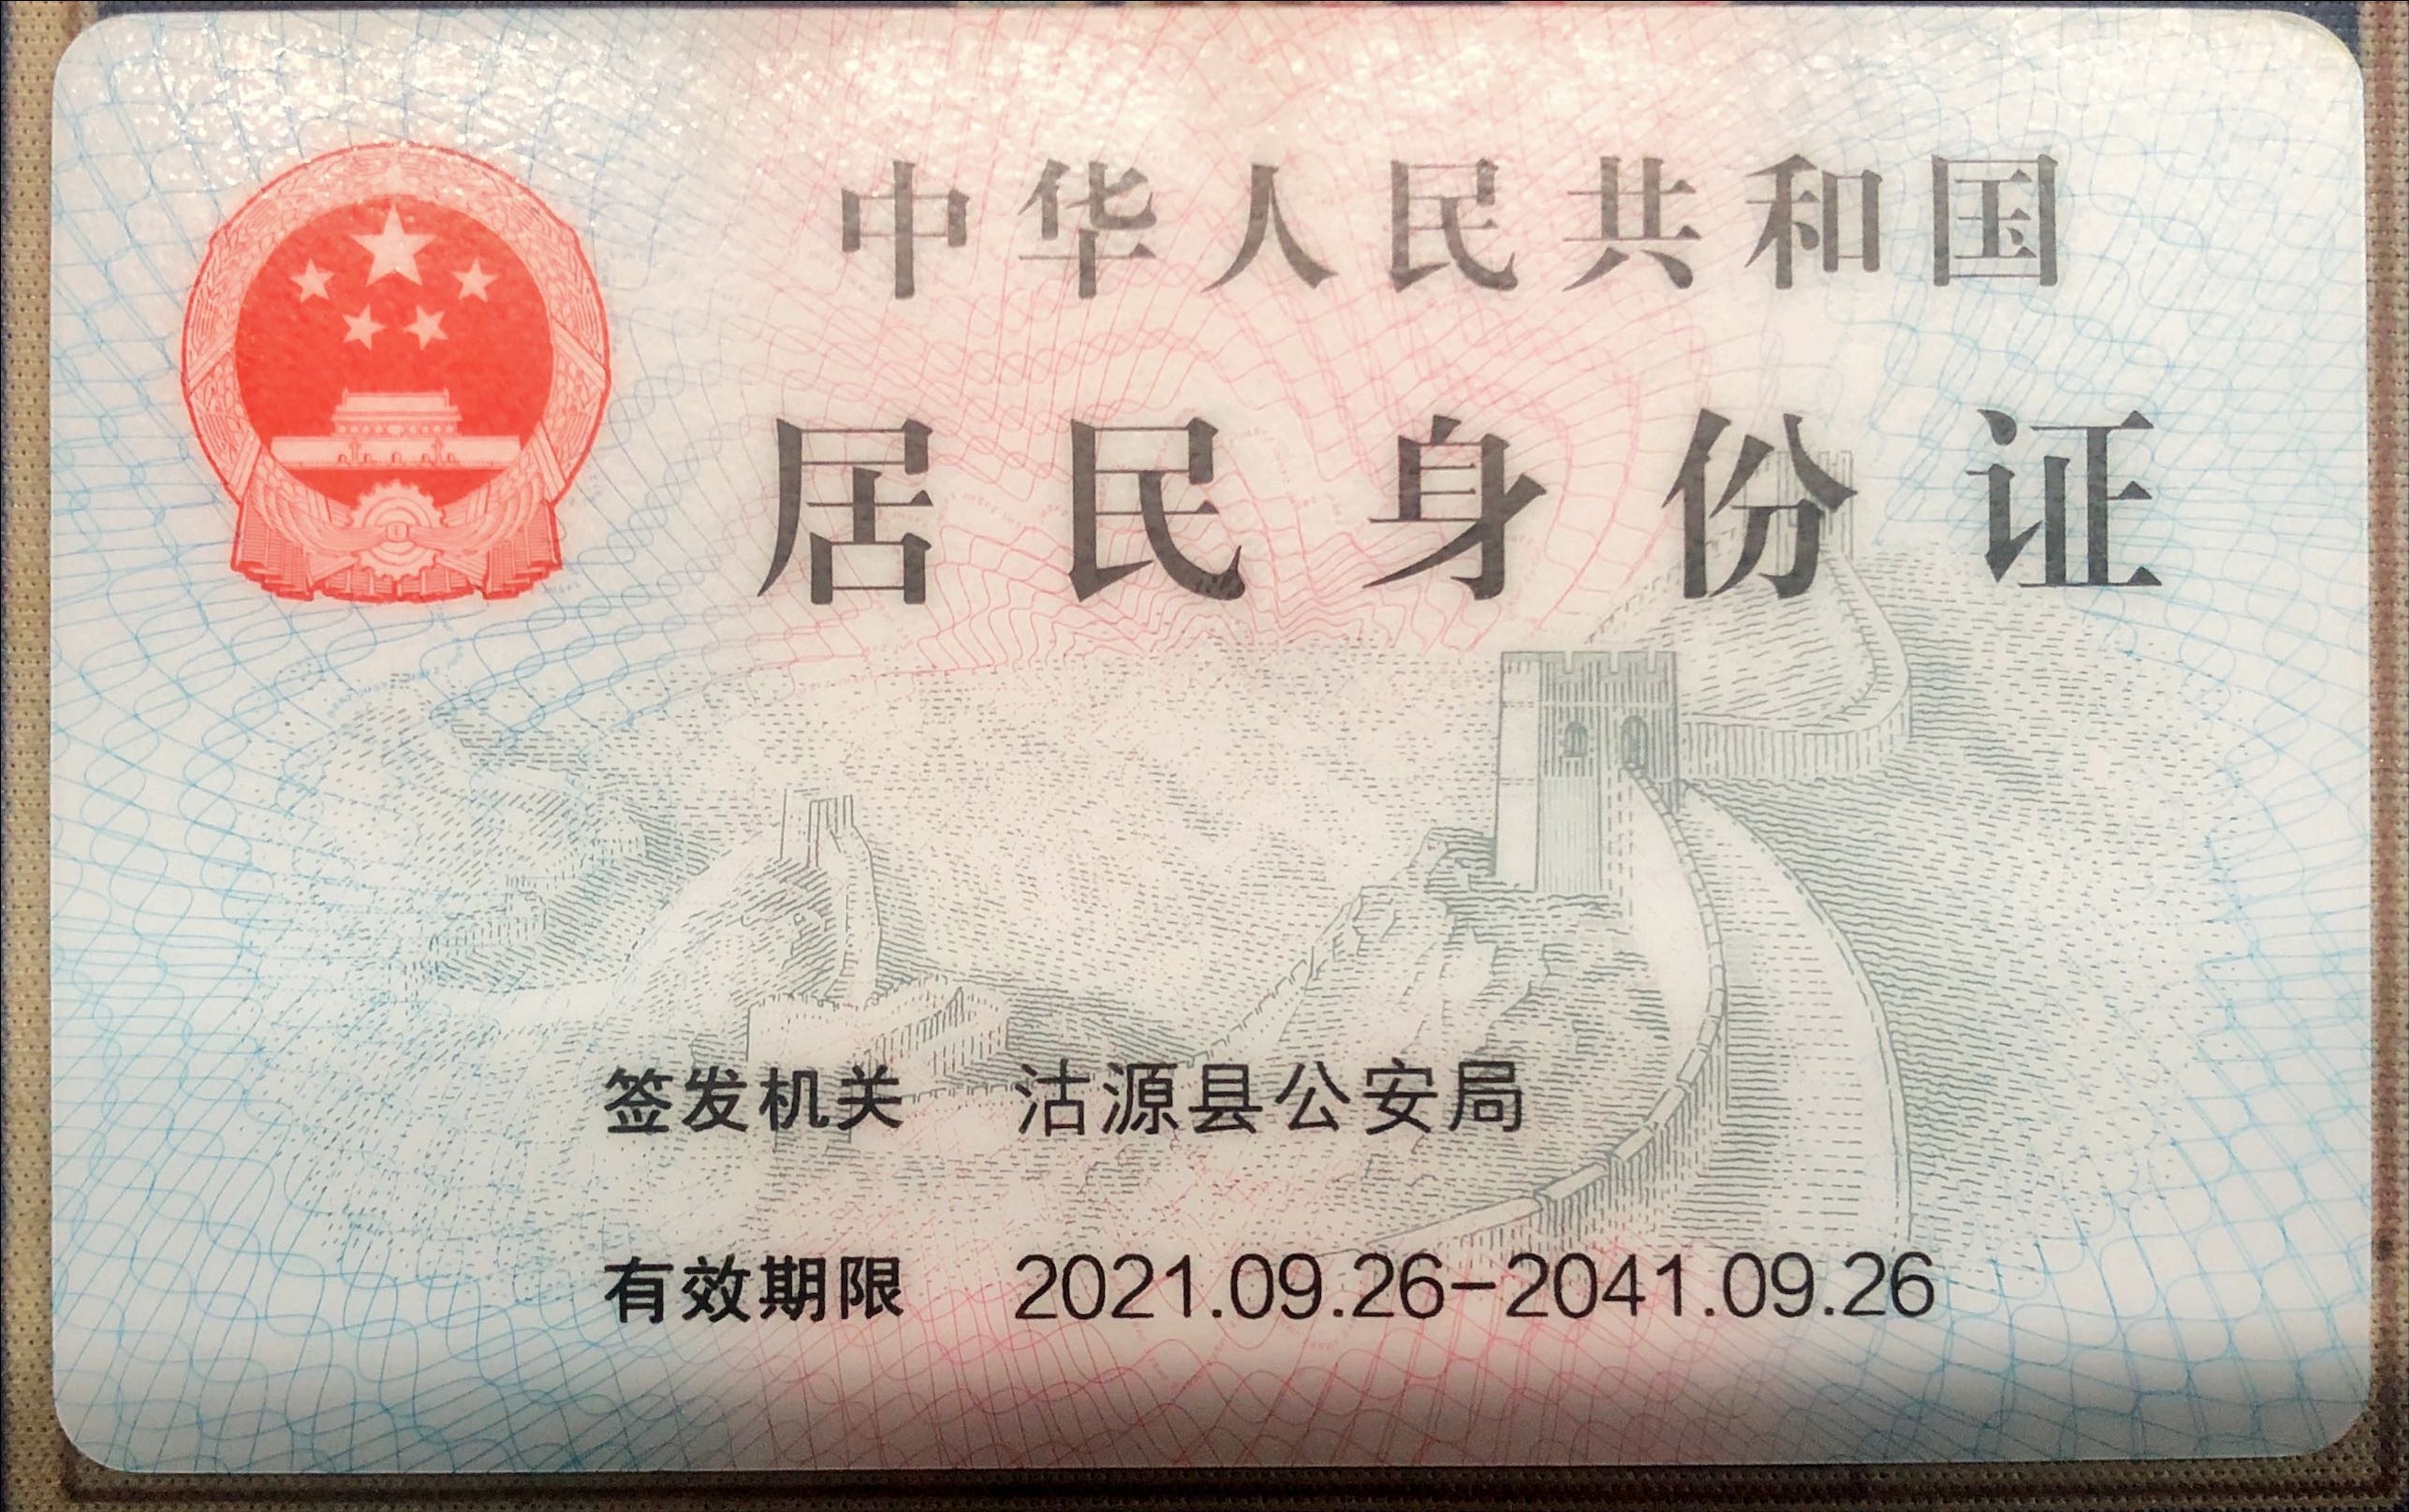 中华人民共和国
居民身份证
签发机关 沽源县公安局
有效期限 2021.09.26-2041.09.26